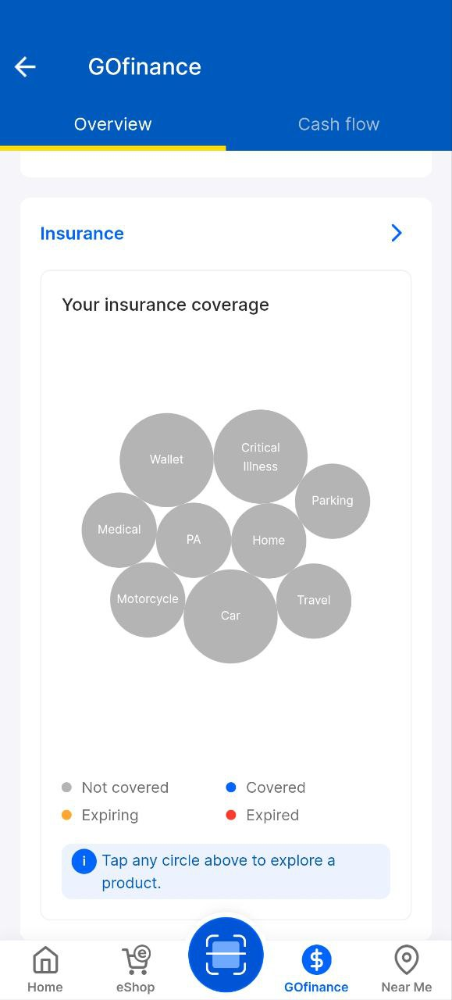 GOfinance
Overview
Cash flow
Insurance
Your insurance coverage
Wallet
Critical
Illness
Parking
Medical
PA
Home
Motorcycle
Car
Travel
Not covered
Covered
Expiring
Expired
i
Tap any circle above to explore a
product.
e
$
Home
eShop
GOfinance
Near Me